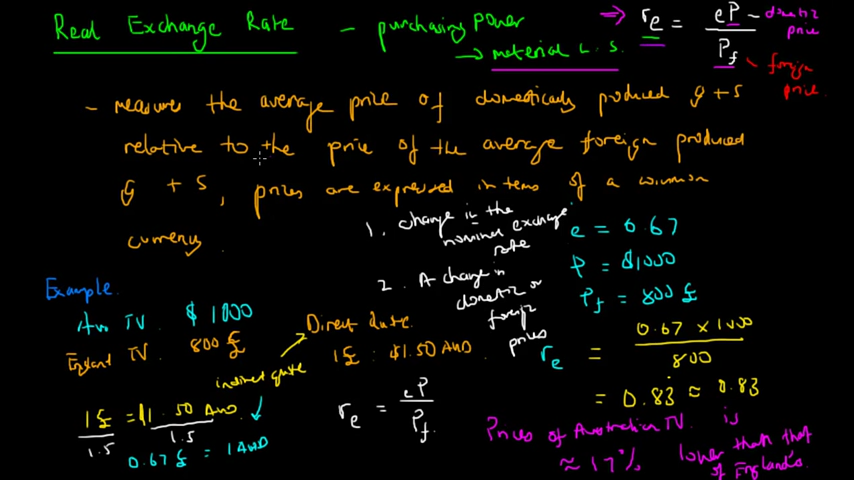 Real Exchange Rate - purchasing power
→ material L.S.
⇒ re = eP / Pf
domestic price
foreign price
- measures the average price of domestically produced g + s
relative to the price of the average foreign produced
g + s, prices are expressed in terms of a common
currency
1. change in the nominal exchange rate
2. A change in domestic or foreign prices
e = 0.67
P = $1000
Pf = 800 £
re = 0.67 x 1000 / 800
= 0.83 ≈ 0.83
Prices of Australian TV is
≈ 17% lower than that of England's
Example
Aus TV $1000
England TV 800 £
Direct Quote
1£ : $1.50 AUD
indirect quote
1£ = $1.50 AUD
1.5 1.5
0.67 £ = 1 AUD
re = eP / Pf